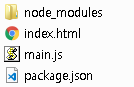 node_modules
index.html
main.js
package.json